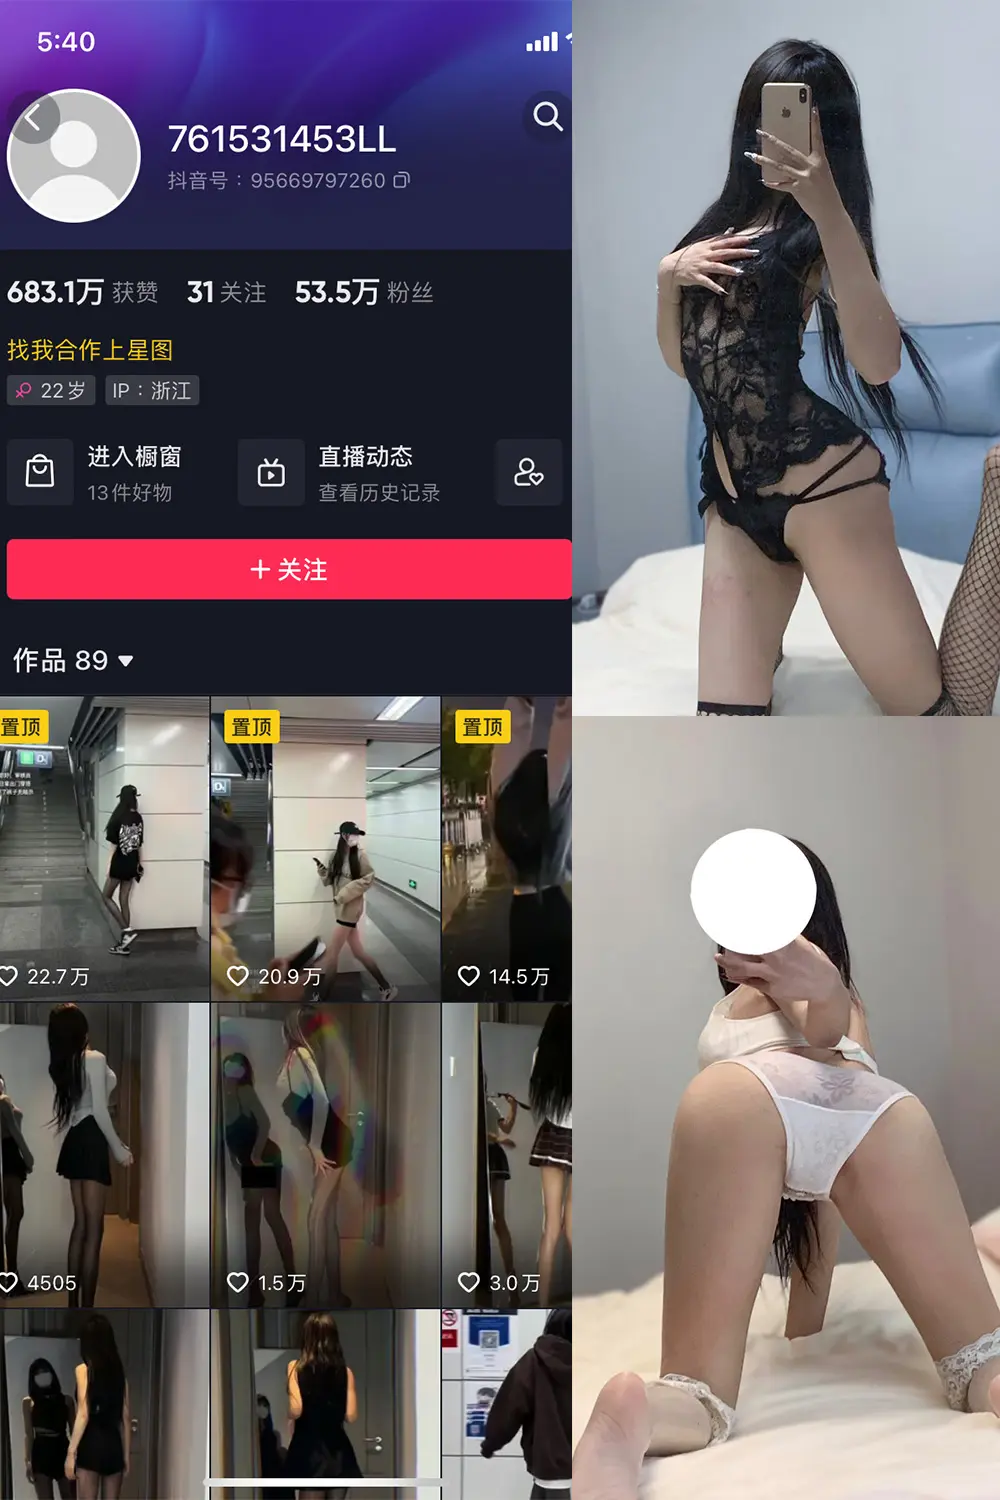 5:40
761531453LL
抖音号：95669797260
683.1万 获赞 31 关注 53.5万 粉丝
找我合作上星图
22岁 IP：浙江
进入橱窗
13件好物
直播动态
查看历史记录
+ 关注
作品 89
置顶
置顶
置顶
22.7万
20.9万
14.5万
4505
1.5万
3.0万